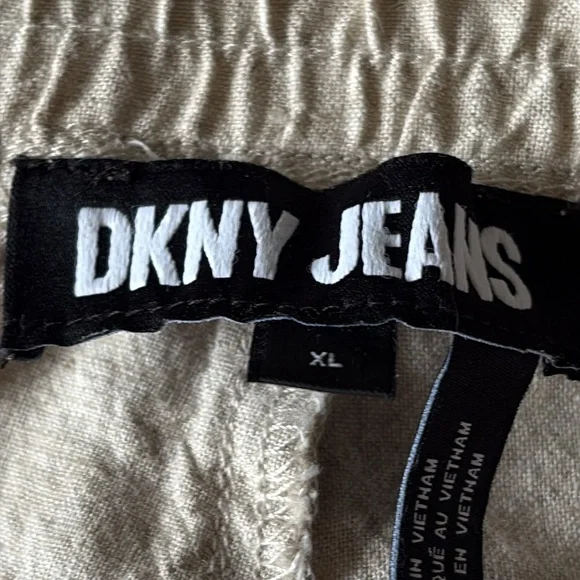 DKNY JEANS
XL
IN VIETNAM
QUÉ AU VIETNAM
EN VIETNAM